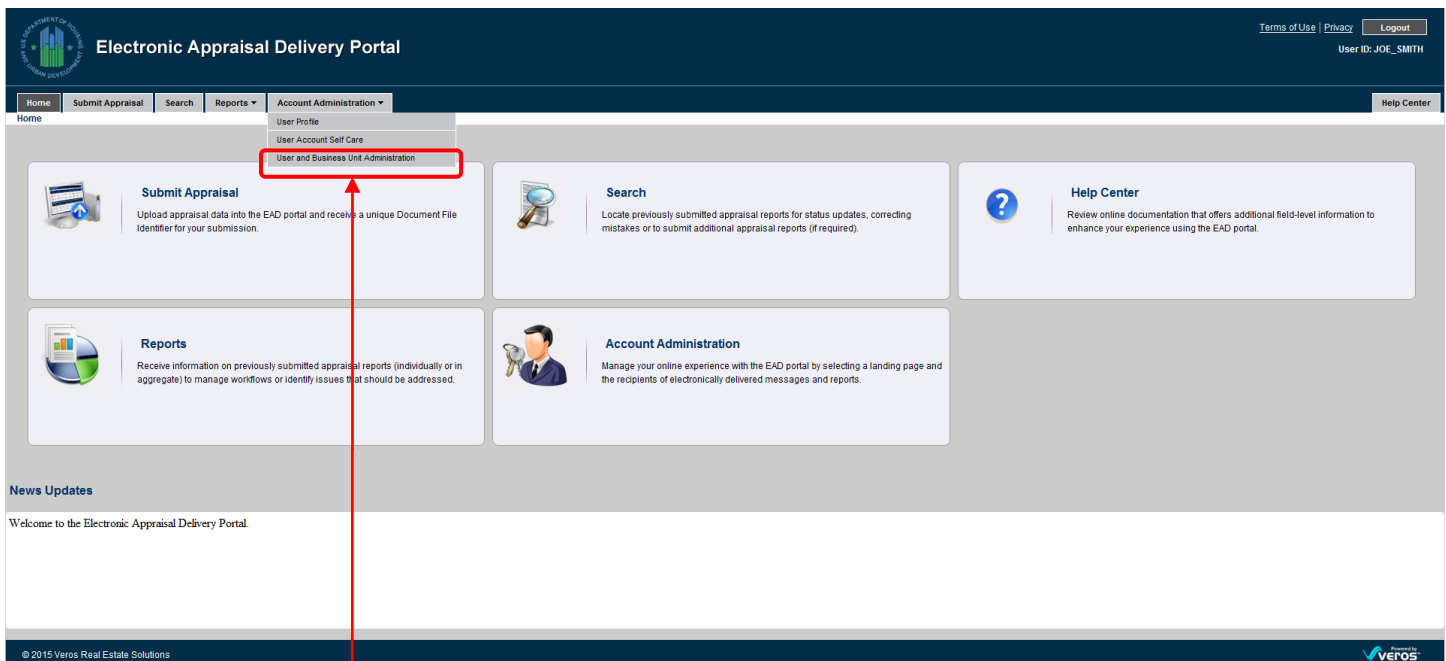 U.S. DEPARTMENT OF HOUSING AND URBAN DEVELOPMENT
Electronic Appraisal Delivery Portal
Terms of Use | Privacy Logout
User ID: JOE_SMITH
Home Submit Appraisal Search Reports Account Administration Help Center
Home
User Profile
User Account Self Care
User and Business Unit Administration
Submit Appraisal
Upload appraisal data into the EAD portal and receive a unique Document File
Identifier for your submission.
Search
Locate previously submitted appraisal reports for status updates, correcting
mistakes or to submit additional appraisal reports (if required).
Help Center
Review online documentation that offers additional field-level information to
enhance your experience using the EAD portal.
Reports
Receive information on previously submitted appraisal reports (individually or in
aggregate) to manage workflows or identify issues that should be addressed.
Account Administration
Manage your online experience with the EAD portal by selecting a landing page and
the recipients of electronically delivered messages and reports.
News Updates
Welcome to the Electronic Appraisal Delivery Portal.
© 2015 Veros Real Estate Solutions
Powered by
veros